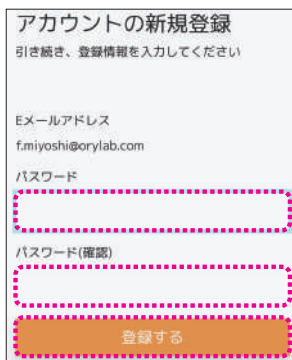 アカウントの新規登録
引き続き、登録情報を入力してください
Eメールアドレス
f.miyoshi@orylab.com
パスワード
パスワード(確認)
登録する